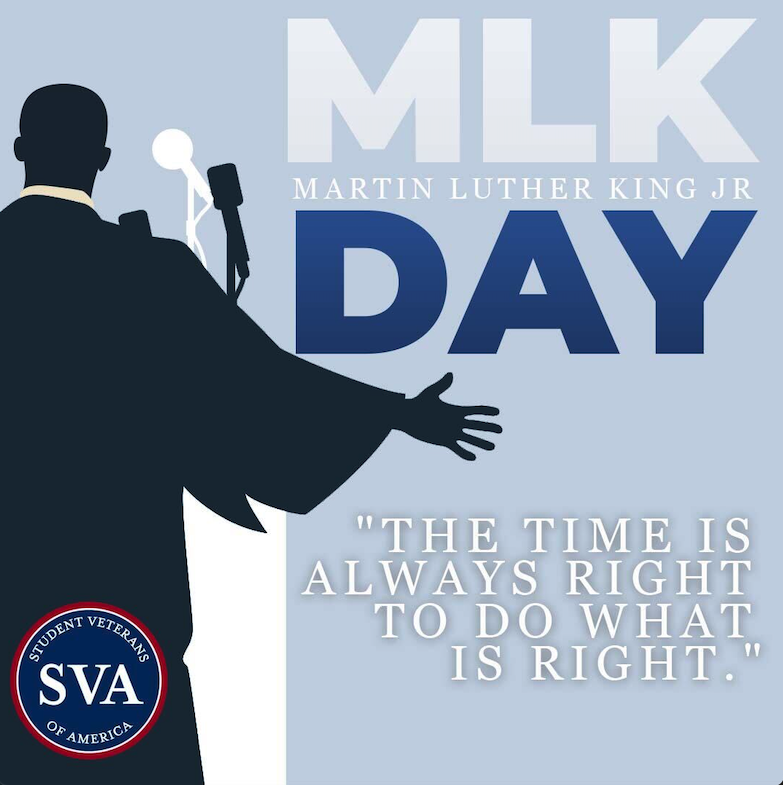 MLK
MARTIN LUTHER KING JR
DAY
"THE TIME IS
ALWAYS RIGHT
TO DO WHAT
IS RIGHT."
STUDENT VETERANS
SVA
OF AMERICA